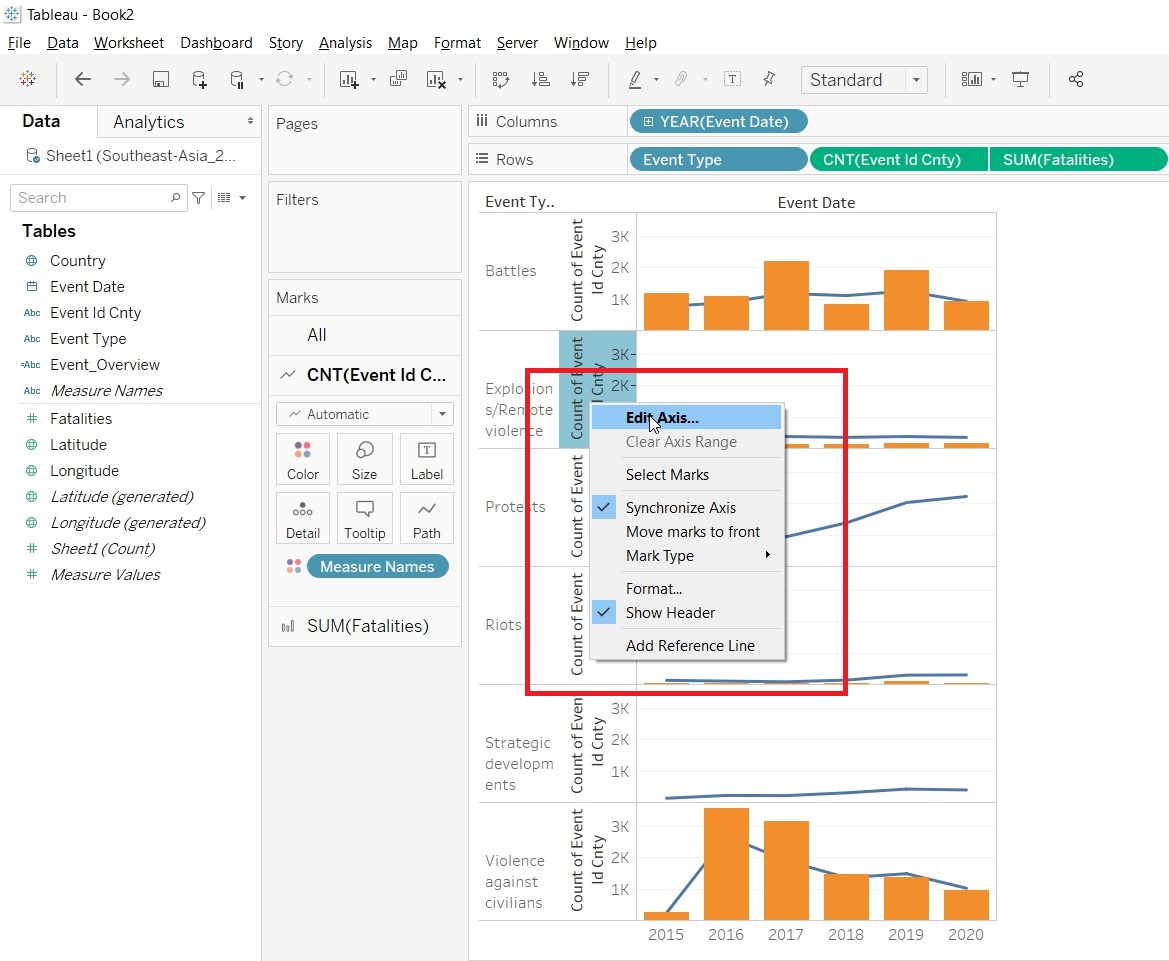 Tableau - Book2
File Data Worksheet Dashboard Story Analysis Map Format Server Window Help
Standard
Data
Analytics
Sheet1 (Southeast-Asia_2...
Search
Tables
Country
Event Date
Abc Event Id Cnty
Abc Event Type
=Abc Event_Overview
Abc Measure Names
# Fatalities
Latitude
Longitude
Latitude (generated)
Longitude (generated)
# Sheet1 (Count)
# Measure Values
Pages
Filters
Marks
All
CNT(Event Id C...
Automatic
Color Size Label
Detail Tooltip Path
Measure Names
SUM(Fatalities)
Columns
YEAR(Event Date)
Rows
Event Type
CNT(Event Id Cnty)
SUM(Fatalities)
Event Ty..
Event Date
Battles
Count of Event
Id Cnty
3K
2K
1K
Explosion
s/Remote
violence
Count of Event
Id Cnty
3K
2K
Protests
Count of Event
Riots
Count of Event
Edit Axis...
Clear Axis Range
Select Marks
Synchronize Axis
Move marks to front
Mark Type
Format...
Show Header
Add Reference Line
Strategic
developm
ents
Count of Event
Id Cnty
3K
2K
1K
Violence
against
civilians
Count of Event
Id Cnty
3K
2K
1K
2015 2016 2017 2018 2019 2020